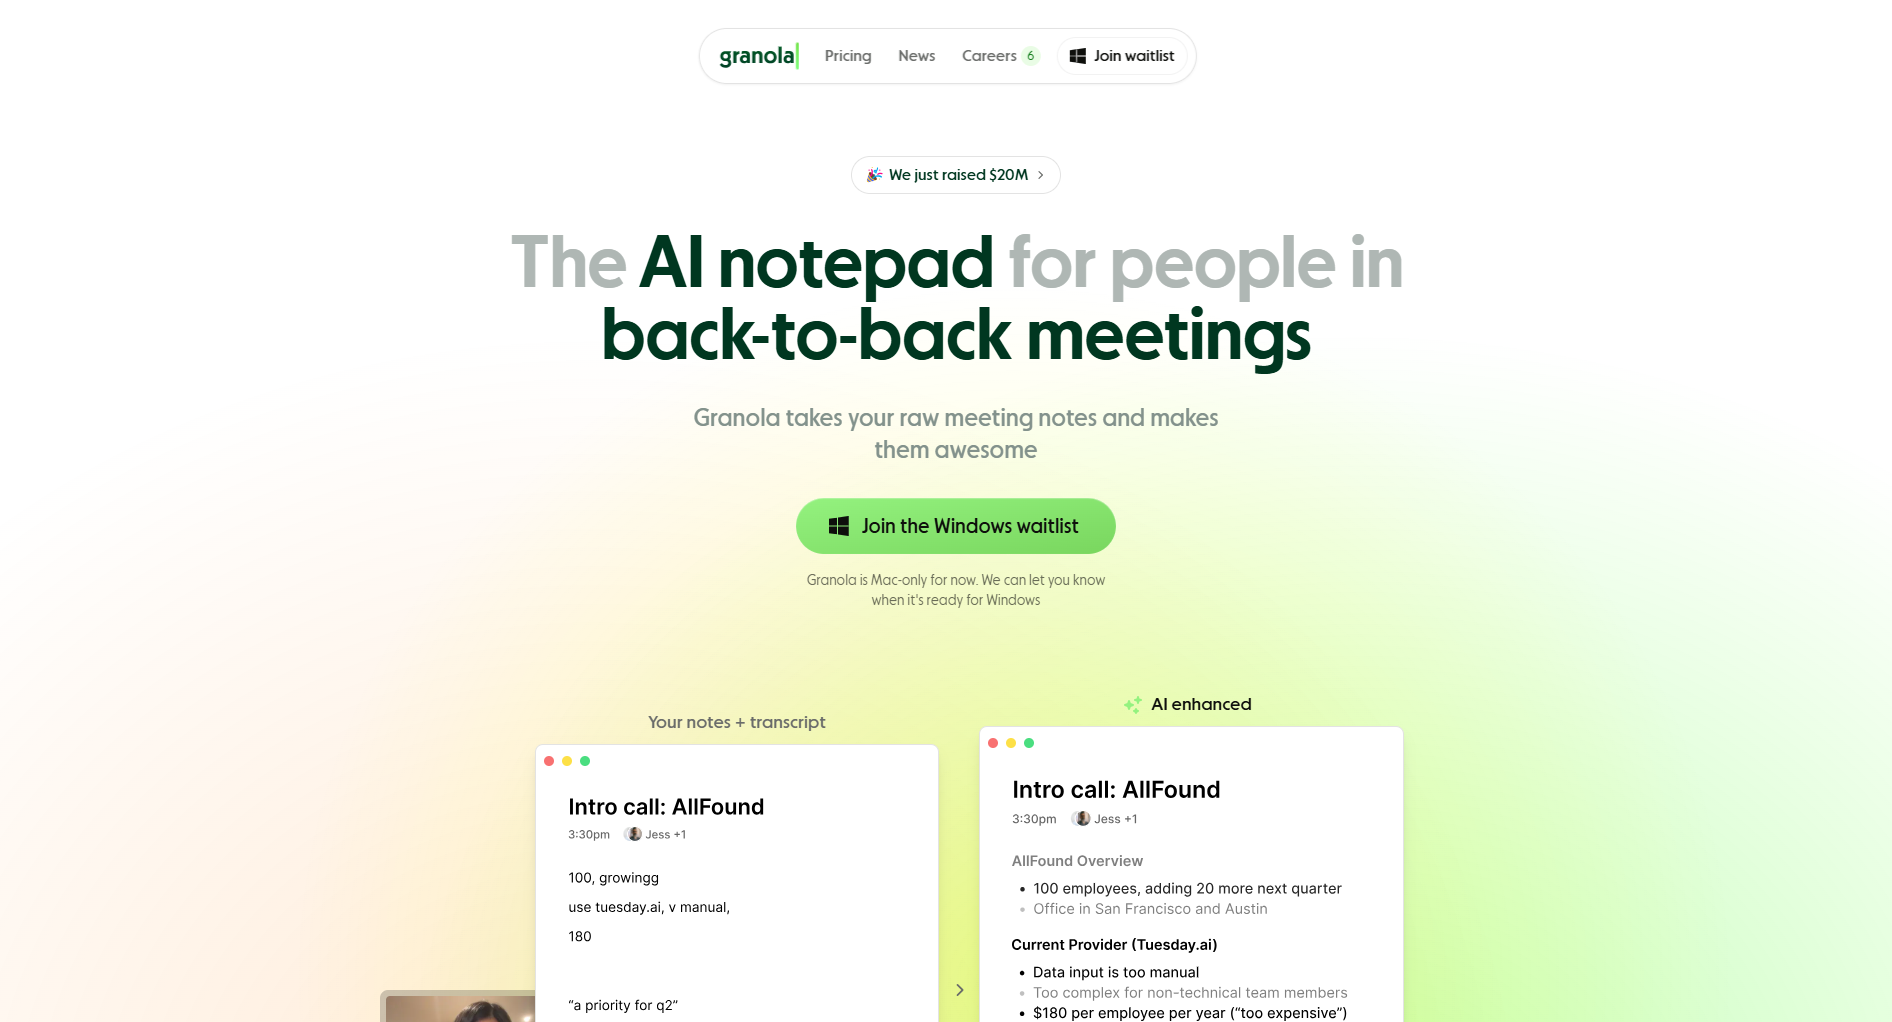 granola
Pricing
News
Careers 6
Join waitlist
🎉 We just raised $20M
The AI notepad for people in
back-to-back meetings
Granola takes your raw meeting notes and makes
them awesome
Join the Windows waitlist
Granola is Mac-only for now. We can let you know
when it's ready for Windows
Your notes + transcript
Intro call: AllFound
3:30pm Jess +1
100, growingg
use tuesday.ai, v manual,
180
“a priority for q2”
AI enhanced
Intro call: AllFound
3:30pm Jess +1
AllFound Overview
• 100 employees, adding 20 more next quarter
• Office in San Francisco and Austin
Current Provider (Tuesday.ai)
• Data input is too manual
• Too complex for non-technical team members
• $180 per employee per year (“too expensive”)